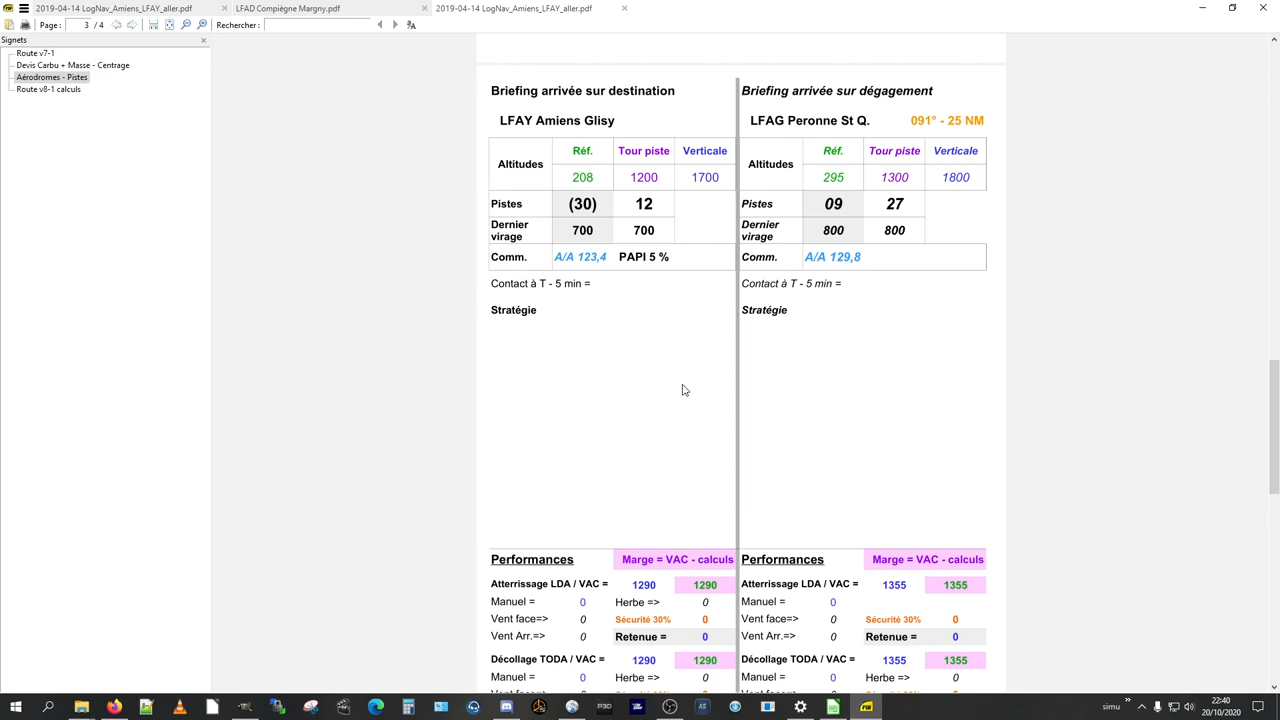 2019-04-14 LogNav_Amiens_LFAY_aller.pdf
LFAD Compiègne Margny.pdf
2019-04-14 LogNav_Amiens_LFAY_aller.pdf
Page : 3 / 4
Rechercher :
Signets
Route v7-1
Devis Carbu + Masse - Centrage
Aérodromes - Pistes
Route v8-1 calculs
Briefing arrivée sur destination
LFAY Amiens Glisy
Altitudes Réf. Tour piste Verticale
208 1200 1700
Pistes (30) 12
Dernier virage 700 700
Comm. A/A 123,4 PAPI 5 %
Contact à T - 5 min =
Stratégie
Performances Marge = VAC - calculs
Atterrissage LDA / VAC = 1290 1290
Manuel = 0 Herbe => 0
Vent face=> 0 Sécurité 30% 0
Vent Arr.=> 0 Retenue = 0
Décollage TODA / VAC = 1290 1290
Manuel = 0 Herbe => 0
Briefing arrivée sur dégagement
LFAG Peronne St Q. 091° - 25 NM
Altitudes Réf. Tour piste Verticale
295 1300 1800
Pistes 09 27
Dernier virage 800 800
Comm. A/A 129,8
Contact à T - 5 min =
Stratégie
Performances Marge = VAC - calculs
Atterrissage LDA / VAC = 1355 1355
Manuel = 0
Vent face=> 0 Sécurité 30% 0
Vent Arr.=> 0 Retenue = 0
Décollage TODA / VAC = 1355 1355
Manuel = 0 Herbe => 0
P3D
simu
22:40
20/10/2020